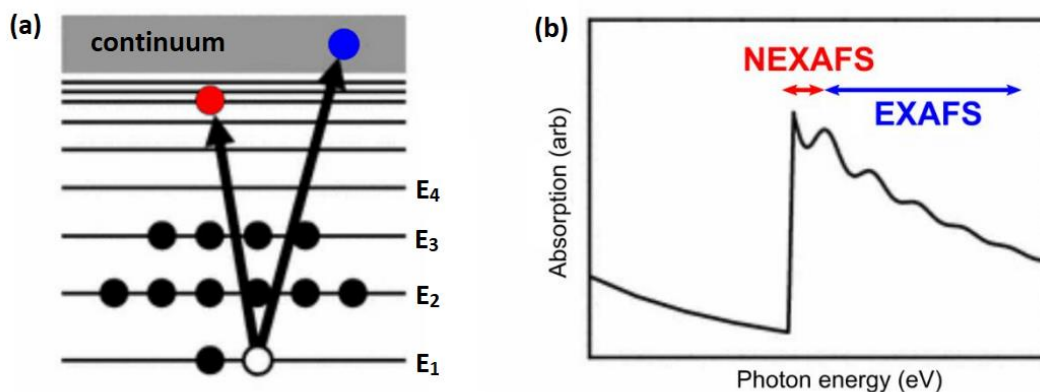 (a)
continuum
E4
E3
E2
E1
(b)
NEXAFS
EXAFS
Absorption (arb)
Photon energy (eV)